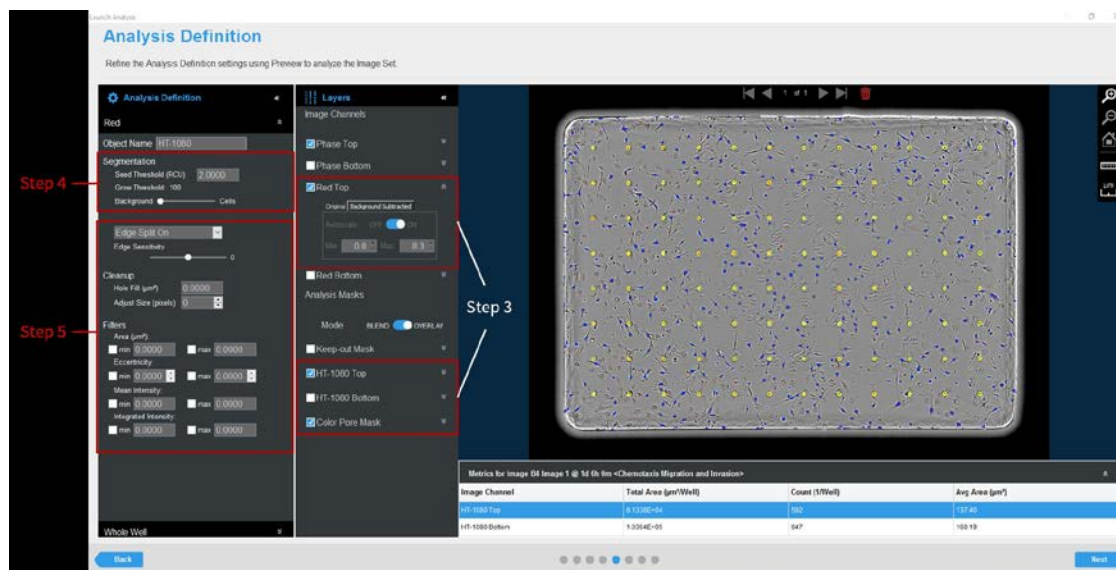 Launch Analysis
Analysis Definition
Refine the Analysis Definition settings using Preview to analyze the Image Set.
Analysis Definition
Red
Object Name HT-1080
Step 4
Segmentation
Seed Threshold (RCU) 2.0000
Grow Threshold: 100
Background Cells
Step 5
Edge Split On
Edge Sensitivity
0
Cleanup
Hole Fill (µm²) 0.0000
Adjust Size (pixels) 0
Filters
Area (µm²):
min 0.0000 max 0.0000
Eccentricity
min 0.0000 max 0.0000
Mean Intensity:
min 0.0000 max 0.0000
Integrated Intensity:
min 0.0000 max 0.0000
Whole Well
Layers
Image Channels
Phase Top
Phase Bottom
Red Top
Original Background Subtracted
Autoscale OFF ON
Min 0.0 Max 8.3
Red Bottom
Analysis Masks
Step 3
Mode BLEND OVERLAY
Keep-out Mask
HT-1080 Top
HT-1080 Bottom
Color Pore Mask
1 of 1
µm
Metrics for image B4 Image 1 @ 1d 6h 1m <Chemotaxis Migration and Invasion>
Image Channel Total Area (µm²/Well) Count (1/Well) Avg Area (µm²)
HT-1080 Top 592 137.40
HT-1080 Bottom 647
Back
Next